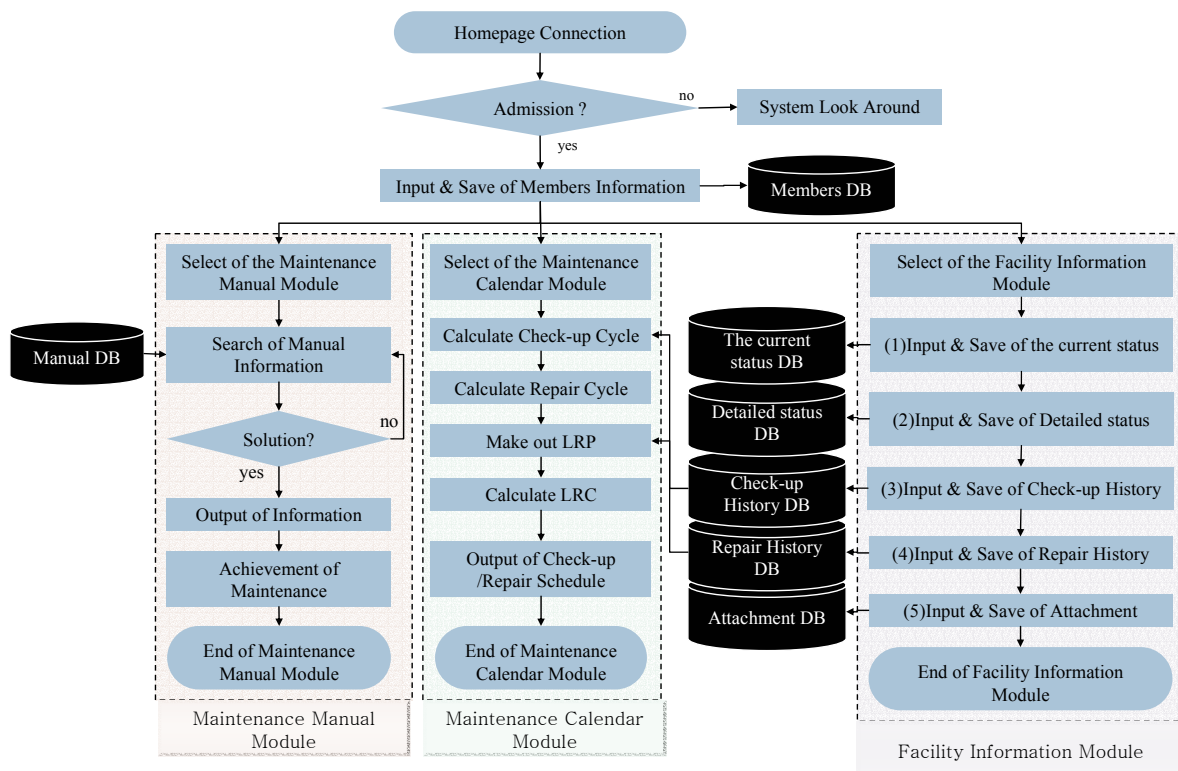 Homepage Connection
Admission ?
no
System Look Around
yes
Input & Save of Members Information
Members DB
Select of the Maintenance
Manual Module
Manual DB
Search of Manual
Information
Solution?
no
yes
Output of Information
Achievement of
Maintenance
End of Maintenance
Manual Module
Maintenance Manual
Module
Select of the Maintenance
Calendar Module
Calculate Check-up Cycle
Calculate Repair Cycle
Make out LRP
Calculate LRC
Output of Check-up
/Repair Schedule
End of Maintenance
Calendar Module
Maintenance Calendar
Module
The current
status DB
Detailed status
DB
Check-up
History DB
Repair History
DB
Attachment DB
Select of the Facility Information
Module
(1)Input & Save of the current status
(2)Input & Save of Detailed status
(3)Input & Save of Check-up History
(4)Input & Save of Repair History
(5)Input & Save of Attachment
End of Facility Information
Module
Facility Information Module